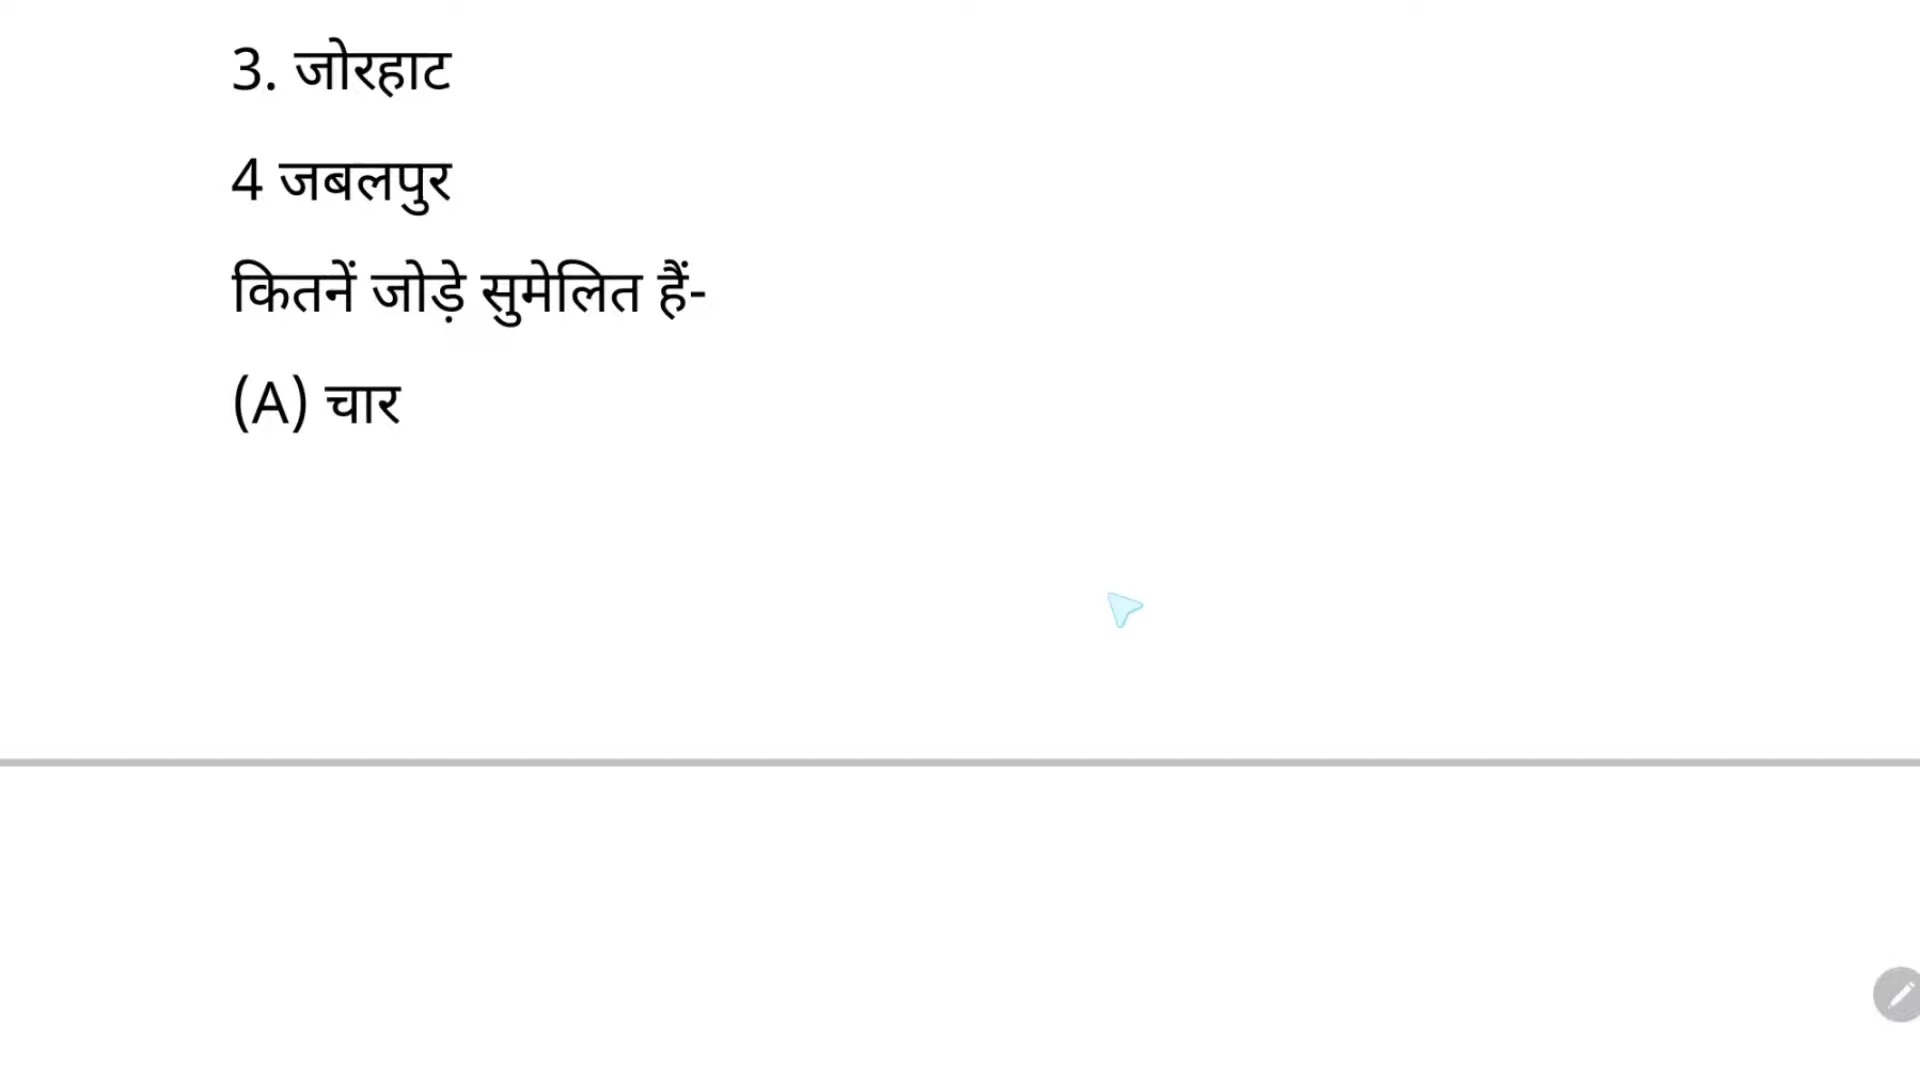 3. जोरहाट
4 जबलपुर
कितनें जोड़े सुमेलित हैं-
(A) चार